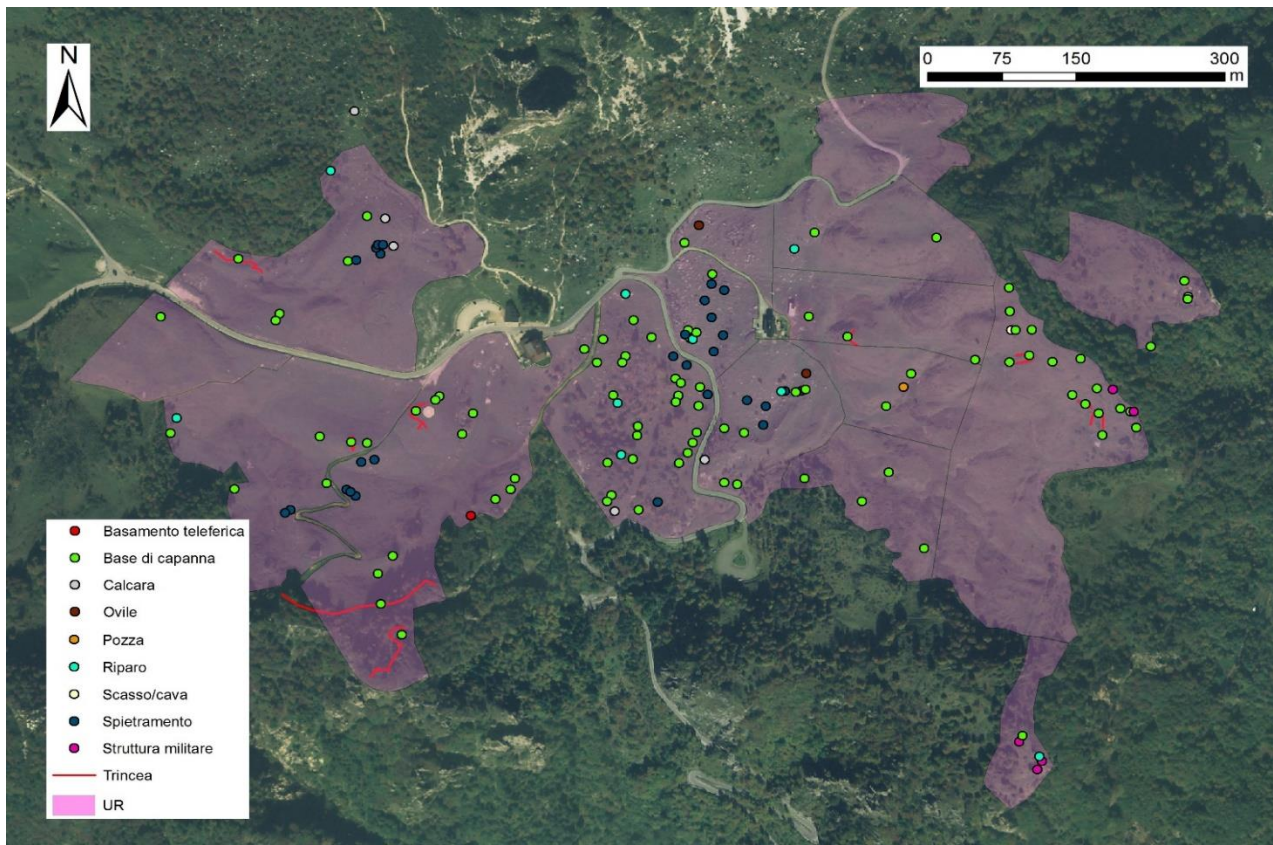 N
0 75 150 300
m
Basamento teleferica
Base di capanna
Calcara
Ovile
Pozza
Riparo
Scasso/cava
Spietramento
Struttura militare
Trincea
UR